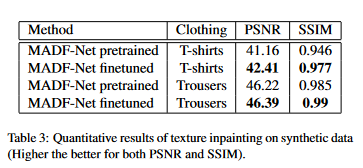 Method Clothing PSNR SSIM
MADF-Net pretrained T-shirts 41.16 0.946
MADF-Net finetuned T-shirts 42.41 0.977
MADF-Net pretrained Trousers 46.22 0.985
MADF-Net finetuned Trousers 46.39 0.99
Table 3: Quantitative results of texture inpainting on synthetic data
(Higher the better for both PSNR and SSIM).